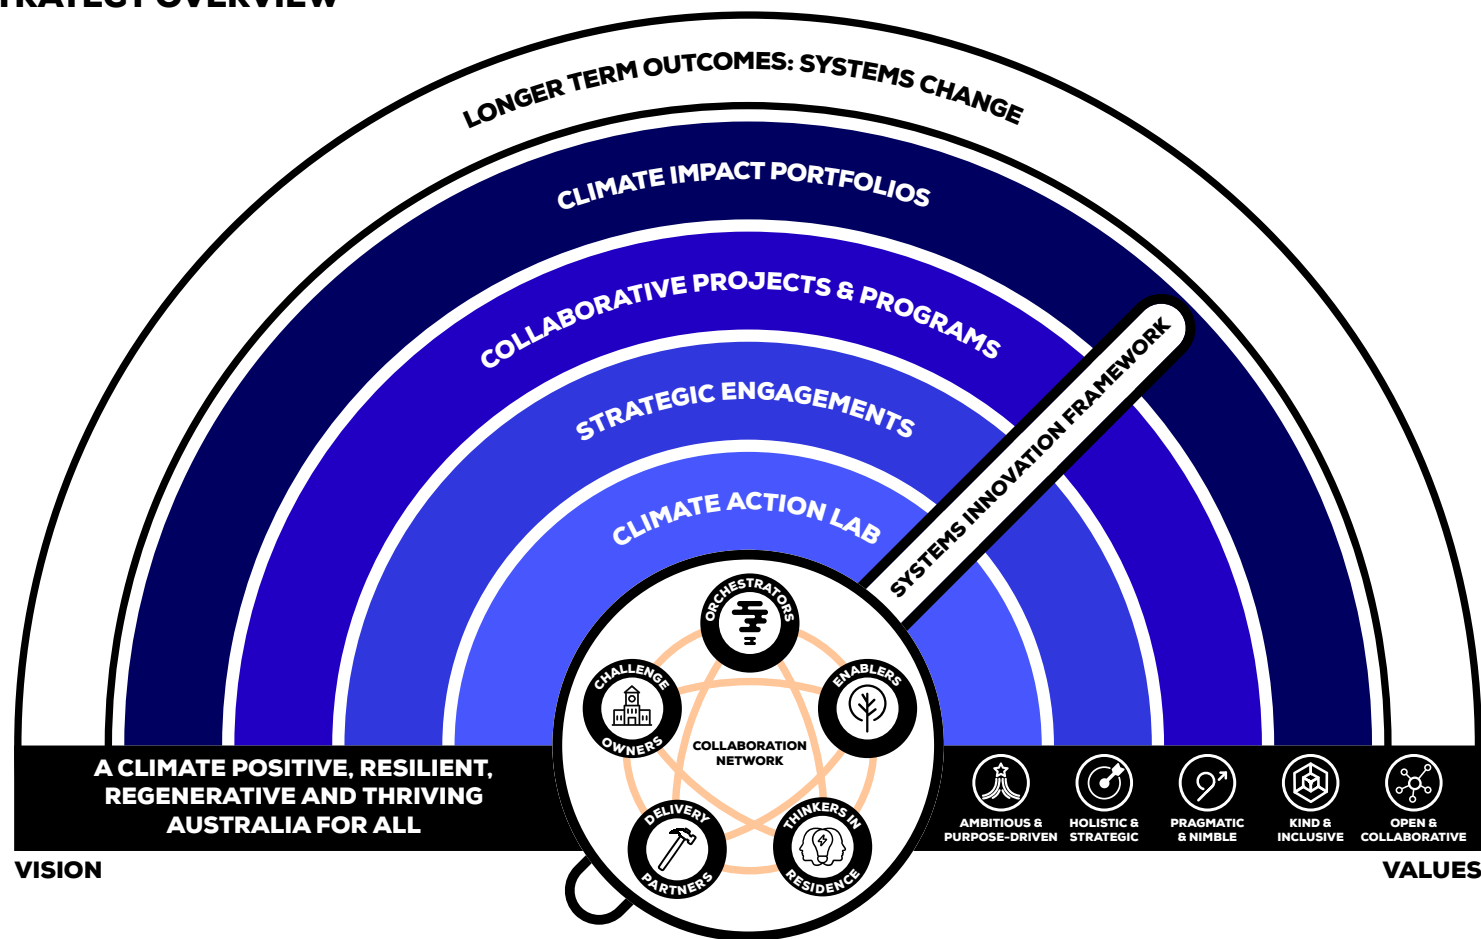 STRATEGY OVERVIEW
LONGER TERM OUTCOMES: SYSTEMS CHANGE
CLIMATE IMPACT PORTFOLIOS
COLLABORATIVE PROJECTS & PROGRAMS
STRATEGIC ENGAGEMENTS
CLIMATE ACTION LAB
SYSTEMS INNOVATION FRAMEWORK
ORCHESTRATORS
CHALLENGE
OWNERS
ENABLERS
COLLABORATION
NETWORK
DELIVERY
PARTNERS
THINKERS IN
RESIDENCE
A CLIMATE POSITIVE, RESILIENT,
REGENERATIVE AND THRIVING
AUSTRALIA FOR ALL
VISION
AMBITIOUS &
PURPOSE-DRIVEN
HOLISTIC &
STRATEGIC
PRAGMATIC
& NIMBLE
KIND &
INCLUSIVE
OPEN &
COLLABORATIVE
VALUES